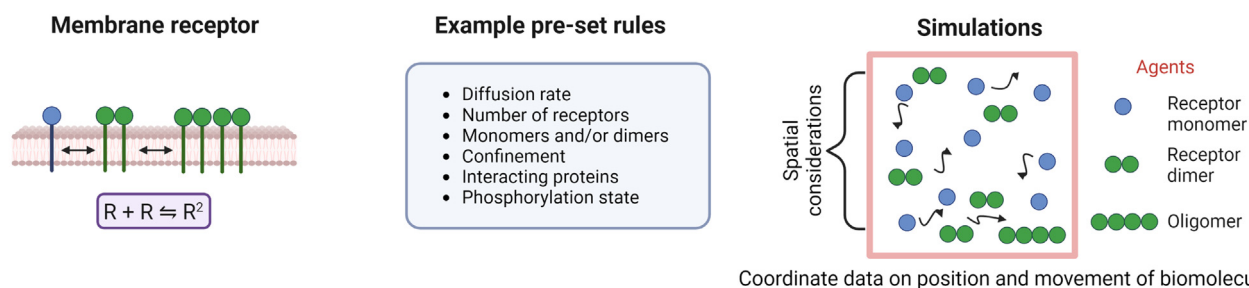 Membrane receptor
R + R ⇋ R²
Example pre-set rules
• Diffusion rate
• Number of receptors
• Monomers and/or dimers
• Confinement
• Interacting proteins
• Phosphorylation state
Simulations
Spatial
considerations
Agents
Receptor
monomer
Receptor
dimer
Oligomer
Coordinate data on position and movement of biomolecu